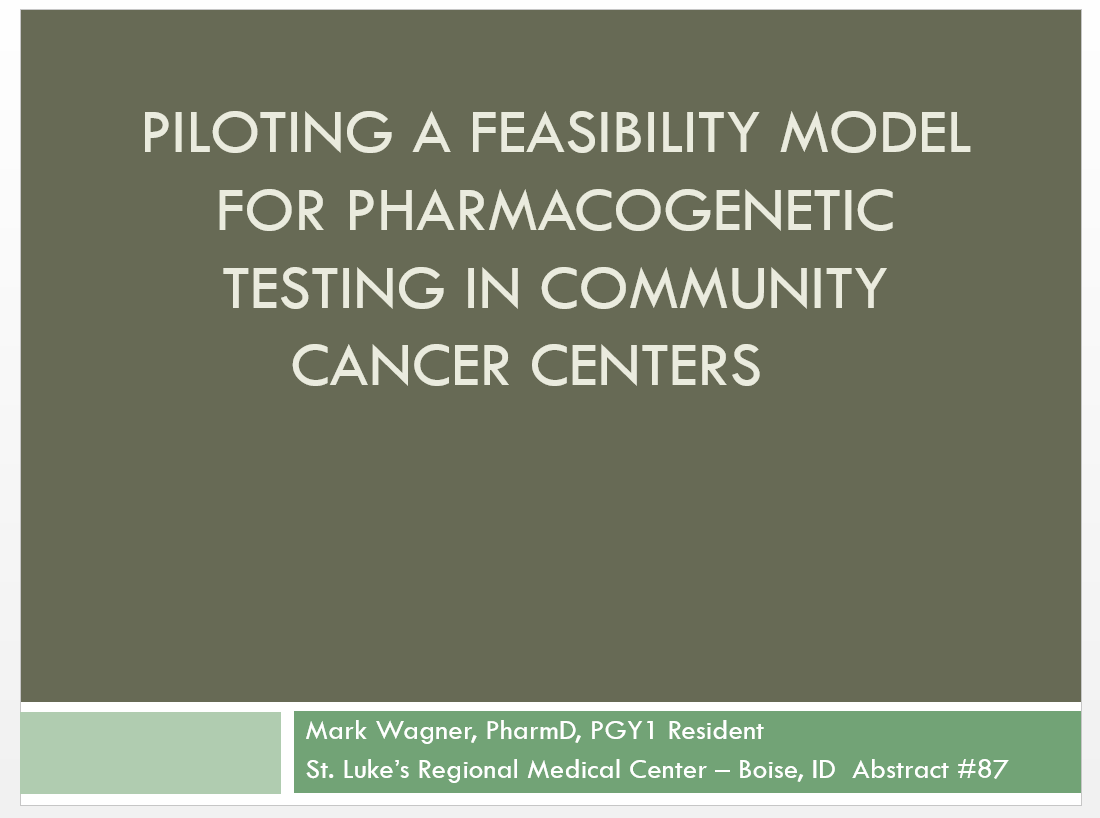 PILOTING A FEASIBILITY MODEL
FOR PHARMACOGENETIC
TESTING IN COMMUNITY
CANCER CENTERS
Mark Wagner, PharmD, PGY1 Resident
St. Luke’s Regional Medical Center – Boise, ID  Abstract #87